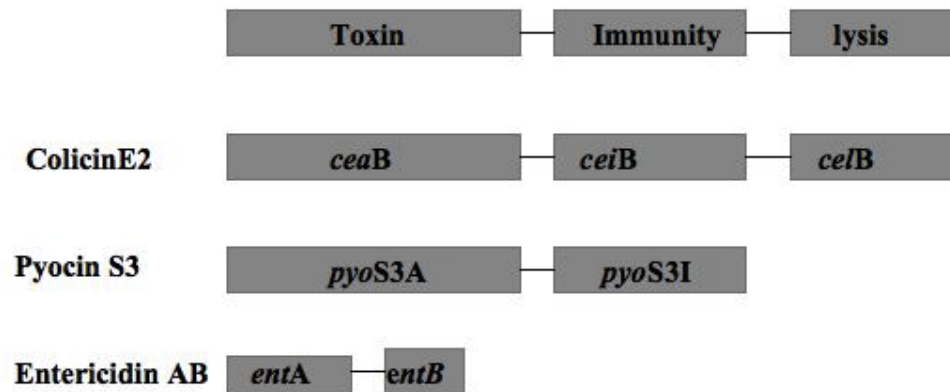 Toxin Immunity lysis
ColicinE2 ceaB ceiB celB
Pyocin S3 pyoS3A pyoS3I
Entericidin AB entA entB